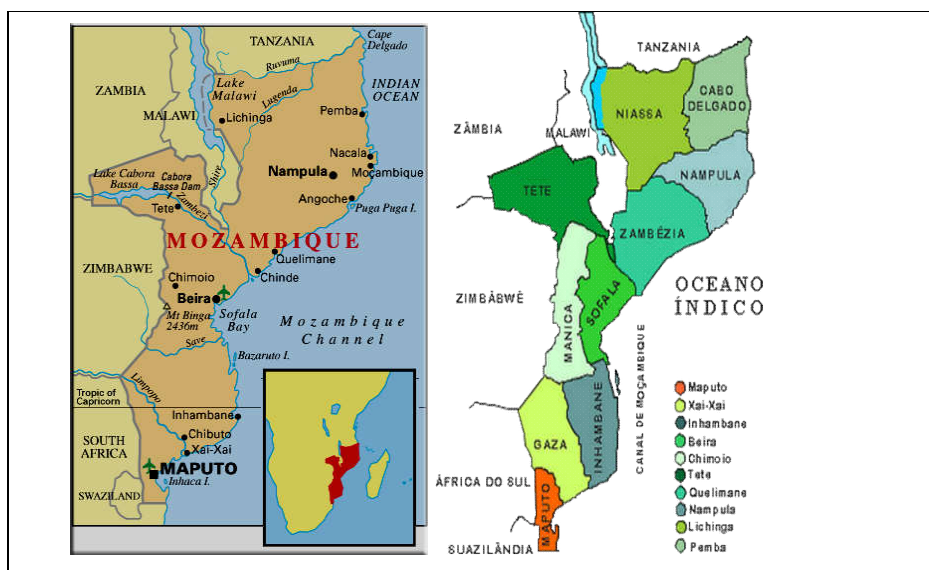 TANZANIA
Cape
Delgado
Ruvuma
ZAMBIA
Lake
Malawi
Lugenda
INDIAN
OCEAN
MALAWI
Lichinga
Pemba
Nacala
Moçambique
Lake Cabora
Bassa
Cabora
Bassa Dam
Shire
Nampula
Zambezi
Tete
Angoche
Puga Puga I.
MOZAMBIQUE
Quelimane
ZIMBABWE
Chimoio
Chinde
Beira
Mt Binga
2436m
Sofala
Bay
Mozambique
Channel
Save
Bazaruto I.
Limpopo
Tropic of
Capricorn
Inhambane
SOUTH
AFRICA
Chibuto
Xai-Xai
MAPUTO
Inhaca I.
SWAZILAND
TANZANIA
NIASSA
CABO
DELGADO
ZÂMBIA
MALAWI
TETE
NAMPULA
ZAMBÉZIA
OCEANO
ÍNDICO
ZIMBÁBWÈ
MANICA
SOFALA
CANAL DE MOÇAMBIQUE
GAZA
INHAMBANE
ÁFRICA DO SUL
MAPUTO
SUAZILÂNDIA
Maputo
Xai-Xai
Inhambane
Beira
Chimoio
Tete
Quelimane
Nampula
Lichinga
Pemba